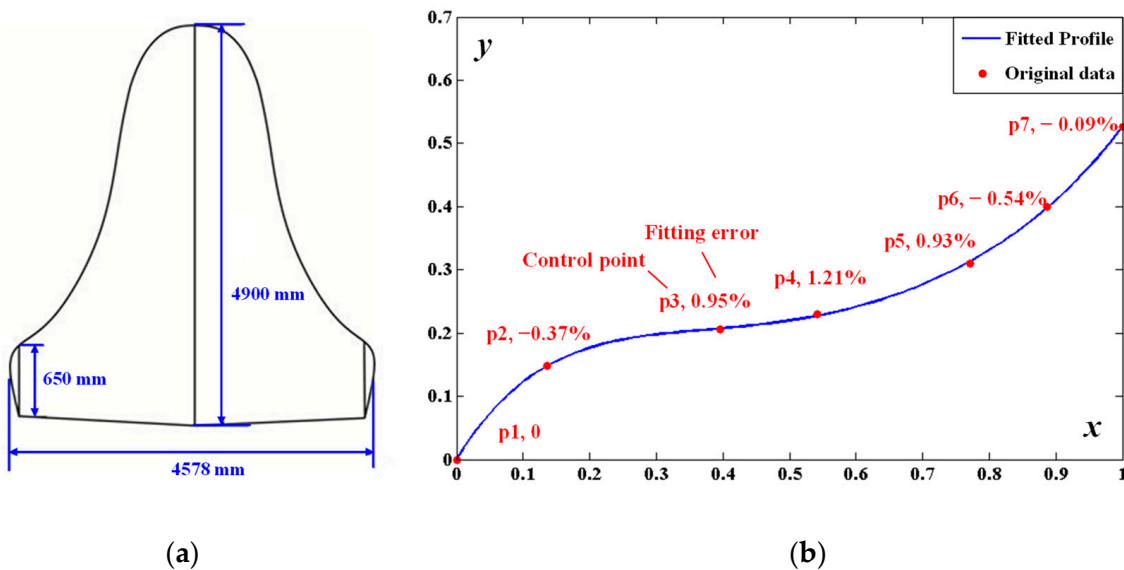 4900 mm
650 mm
4578 mm
(a)
y
0.7
0.6
0.5
0.4
0.3
0.2
0.1
0
Fitted Profile
Original data
p7, − 0.09%
p6, − 0.54%
p5, 0.93%
Fitting error
Control point
p4, 1.21%
p3, 0.95%
p2, −0.37%
p1, 0
x
0 0.1 0.2 0.3 0.4 0.5 0.6 0.7 0.8 0.9 1
(b)